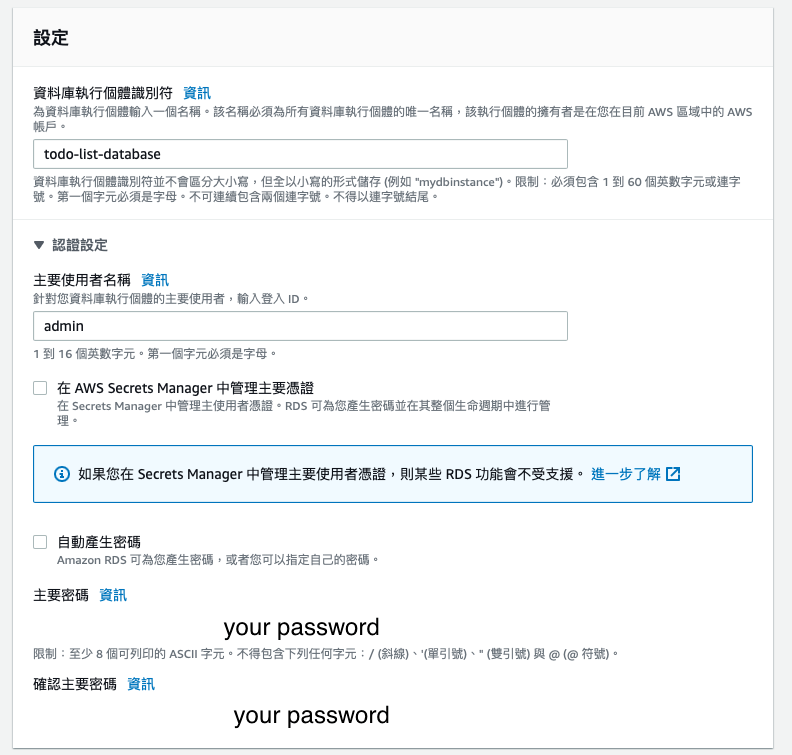 設定
資料庫執行個體識別符 資訊
為資料庫執行個體輸入一個名稱。該名稱必須為所有資料庫執行個體的唯一名稱，該執行個體的擁有者是在您在目前 AWS 區域中的 AWS
帳戶。
todo-list-database
資料庫執行個體識別符並不會區分大小寫，但全以小寫的形式儲存 (例如 "mydbinstance")。限制：必須包含 1 到 60 個英數字元或連字
號。第一個字元必須是字母。不可連續包含兩個連字號。不得以連字號結尾。
▼ 認證設定
主要使用者名稱 資訊
針對您資料庫執行個體的主要使用者，輸入登入 ID。
admin
1 到 16 個英數字元。第一個字元必須是字母。
在 AWS Secrets Manager 中管理主要憑證
在 Secrets Manager 中管理主使用者憑證。RDS 可為您產生密碼並在其整個生命週期中進行管
理。
如果您在 Secrets Manager 中管理主要使用者憑證，則某些 RDS 功能會不受支援。 進一步了解
自動產生密碼
Amazon RDS 可為您產生密碼，或者您可以指定自己的密碼。
主要密碼 資訊
your password
限制：至少 8 個可列印的 ASCII 字元。不得包含下列任何字元：/ (斜線)、'(單引號)、" (雙引號) 與 @ (@ 符號)。
確認主要密碼 資訊
your password